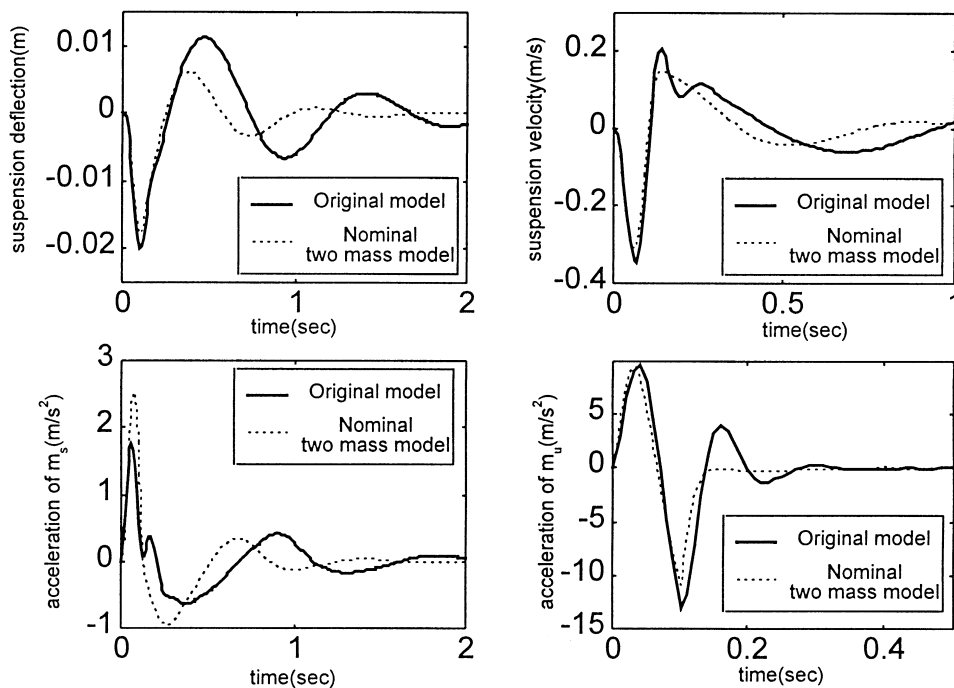 0.01
0
-0.01
-0.02
suspension deflection(m)
Original model
Nominal
two mass model
0
1
2
time(sec)
0.2
0
-0.2
-0.4
suspension velocity(m/s)
Original model
Nominal
two mass model
0
0.5
1
time(sec)
3
2
1
0
-1
acceleration of m_s(m/s²)
Original model
Nominal
two mass model
0
1
2
time(sec)
5
0
-5
-10
-15
acceleration of m_u(m/s²)
Original model
Nominal
two mass model
0
0.2
0.4
time(sec)